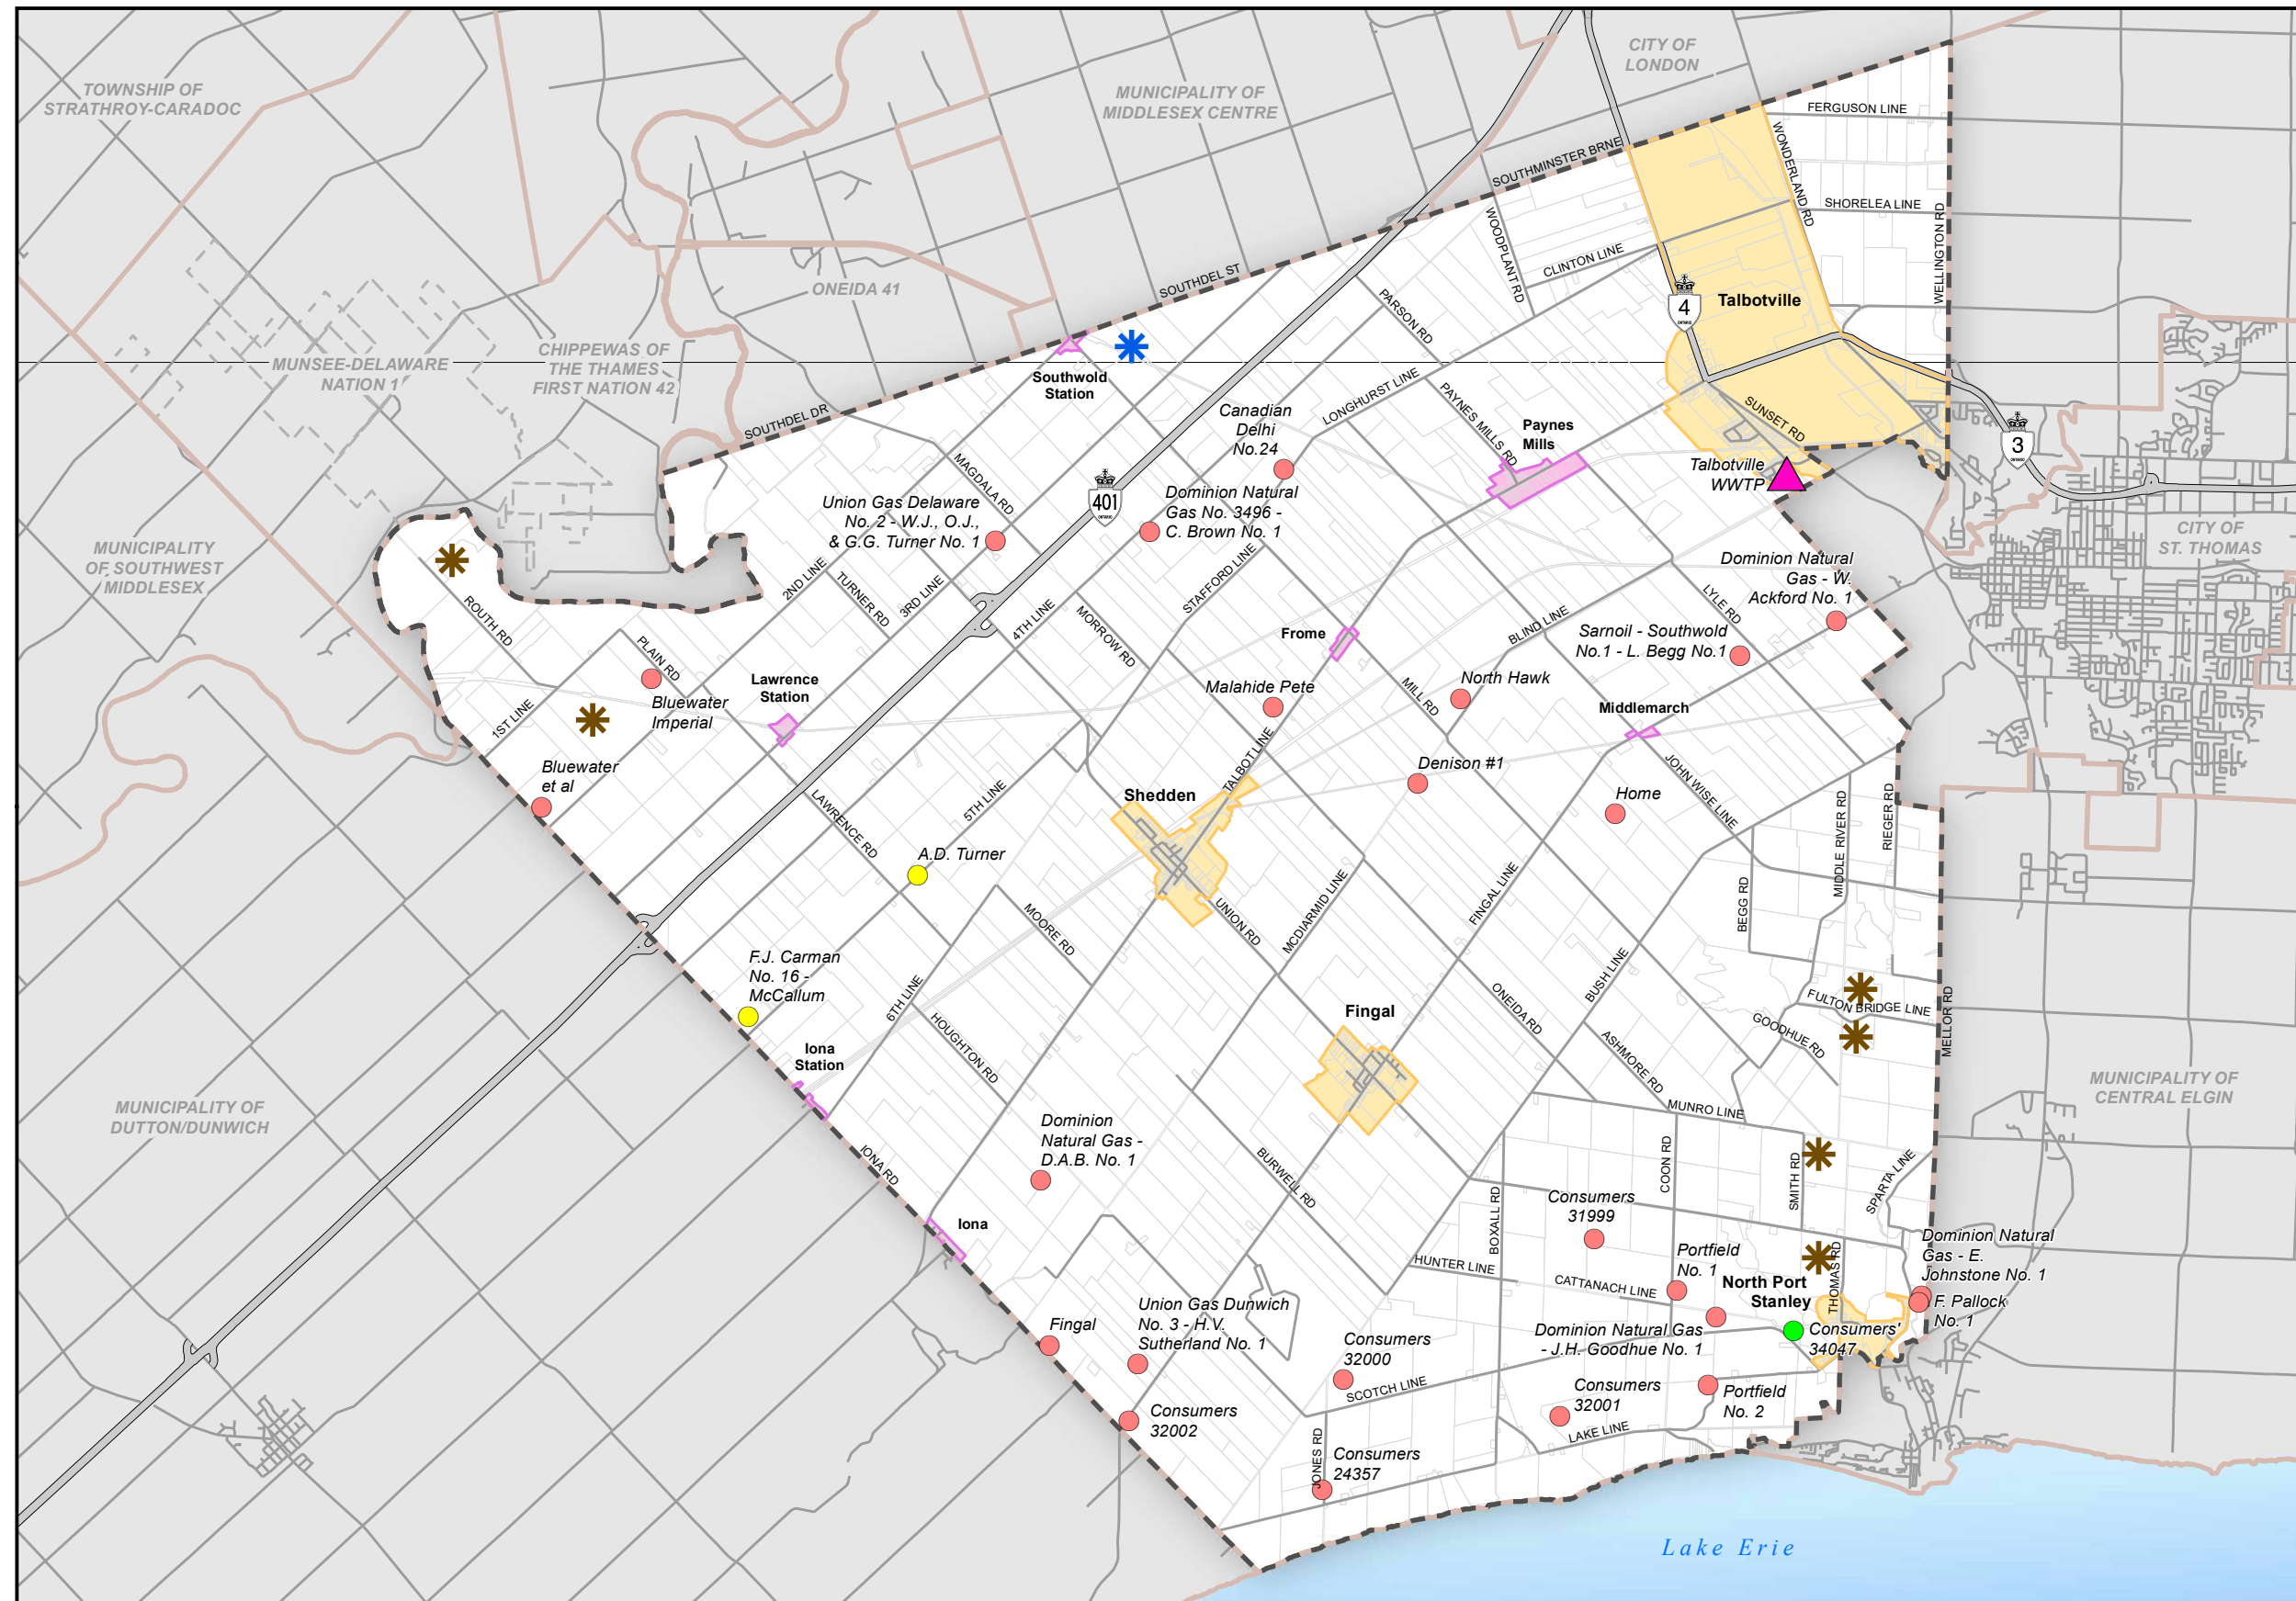 CITY OF
LONDON
TOWNSHIP OF
STRATHROY-CARADOC
MUNICIPALITY OF
MIDDLESEX CENTRE
FERGUSON LINE
WONDERLAND RD
SOUTHMINSTER BRNE
SHORELEA LINE
WELLINGTON RD
WOODPLANT RD
CLINTON LINE
SOUTHDEL ST
ONEIDA 41
PARSON RD
4
ONTARIO
Talbotville
MUNSEE-DELAWARE
NATION 1
CHIPPEWAS OF
THE THAMES
FIRST NATION 42
Southwold
Station
LONGHURST LINE
PAYNES MILLS RD
SUNSET RD
SOUTHDEL DR
Canadian
Delhi
No.24
Paynes
Mills
3
ONTARIO
Talbotville
WWTP
MAGDALA RD
401
ONTARIO
Union Gas Delaware
No. 2 - W.J., O.J.,
& G.G. Turner No. 1
Dominion Natural
Gas No. 3496 -
C. Brown No. 1
MUNICIPALITY
OF SOUTHWEST
MIDDLESEX
CITY OF
ST. THOMAS
Dominion Natural
Gas - W.
Ackford No. 1
2ND LINE
TURNER RD
3RD LINE
4TH LINE
STAFFORD LINE
MORROW RD
LYLE RD
ROUTH RD
PLAIN RD
Frome
BLIND LINE
Sarnoil - Southwold
No.1 - L. Begg No.1
Lawrence
Station
Malahide Pete
MILL RD
North Hawk
Middlemarch
Bluewater
Imperial
1ST LINE
Bluewater
et al
TALBOT LINE
Denison #1
JOHN WISE LINE
Home
Shedden
LAWRENCE RD
5TH LINE
MIDDLE RIVER RD
RIEGER RD
A.D. Turner
BEGG RD
UNION RD
MCDIARMID LINE
FINGAL LINE
MOORE RD
F.J. Carman
No. 16 -
McCallum
6TH LINE
BUSH LINE
ONEIDA RD
FULTON BRIDGE LINE
GOODHUE RD
MELLOR RD
Fingal
HOUGHTON RD
Iona
Station
ASHMORE RD
MUNICIPALITY OF
CENTRAL ELGIN
MUNICIPALITY OF
DUTTON/DUNWICH
MUNRO LINE
Dominion
Natural Gas -
D.A.B. No. 1
IONA RD
BURWELL RD
COON RD
SMITH RD
SPARTA LINE
Consumers
31999
BOXALL RD
Iona
HUNTER LINE
CATTANACH LINE
Portfield
No. 1
North Port
Stanley
THOMAS RD
Dominion Natural
Gas - E.
Johnstone No. 1
F. Pallock
No. 1
Fingal
Union Gas Dunwich
No. 3 - H.V.
Sutherland No. 1
Consumers
32000
Dominion Natural Gas
- J.H. Goodhue No. 1
Consumers'
34047
SCOTCH LINE
Consumers
32001
Portfield
No. 2
Consumers
32002
LAKE LINE
JONES RD
Consumers
24357
Lake Erie